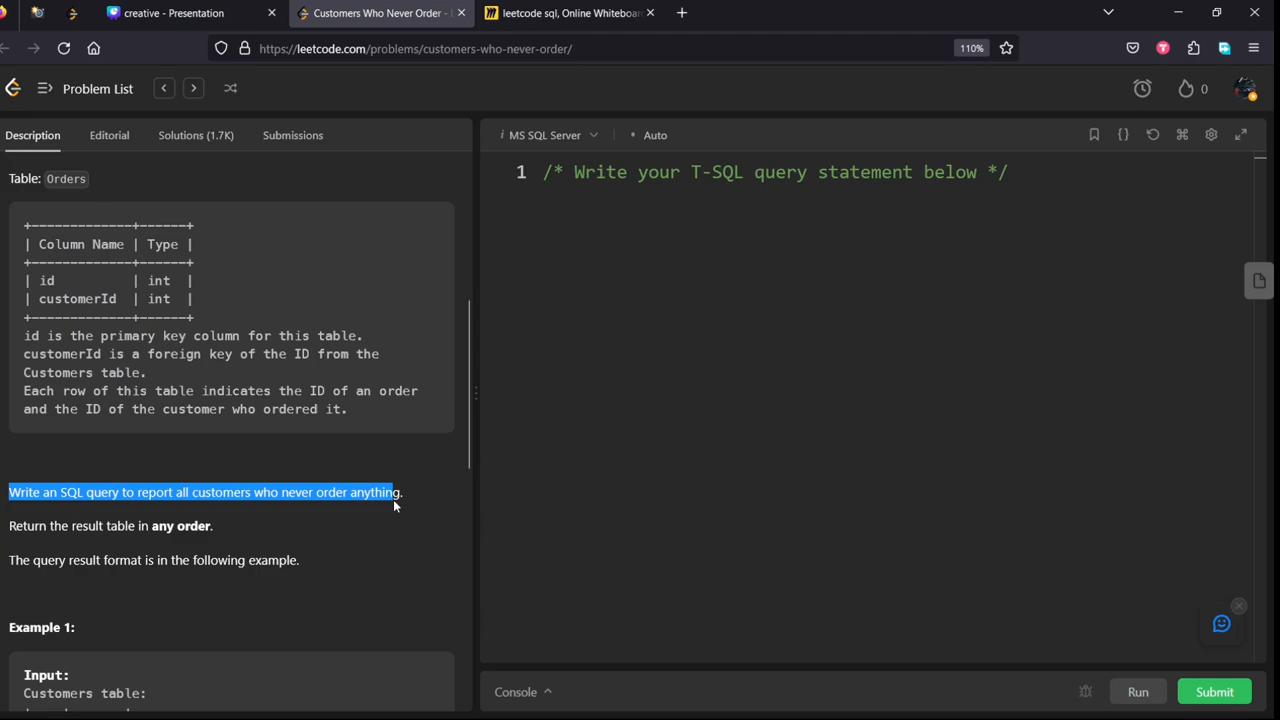 creative - Presentation
Customers Who Never Order -
leetcode sql, Online Whiteboar
https://leetcode.com/problems/customers-who-never-order/
110%
Problem List
0
Description
Editorial
Solutions (1.7K)
Submissions
i MS SQL Server
• Auto
Table: Orders
+-------------+------+
| Column Name | Type |
+-------------+------+
| id | int |
| customerId | int |
+-------------+------+
id is the primary key column for this table.
customerId is a foreign key of the ID from the
Customers table.
Each row of this table indicates the ID of an order
and the ID of the customer who ordered it.
Write an SQL query to report all customers who never order anything.
Return the result table in any order.
The query result format is in the following example.
Example 1:
Input:
Customers table:
1 /* Write your T-SQL query statement below */
Console
Run
Submit